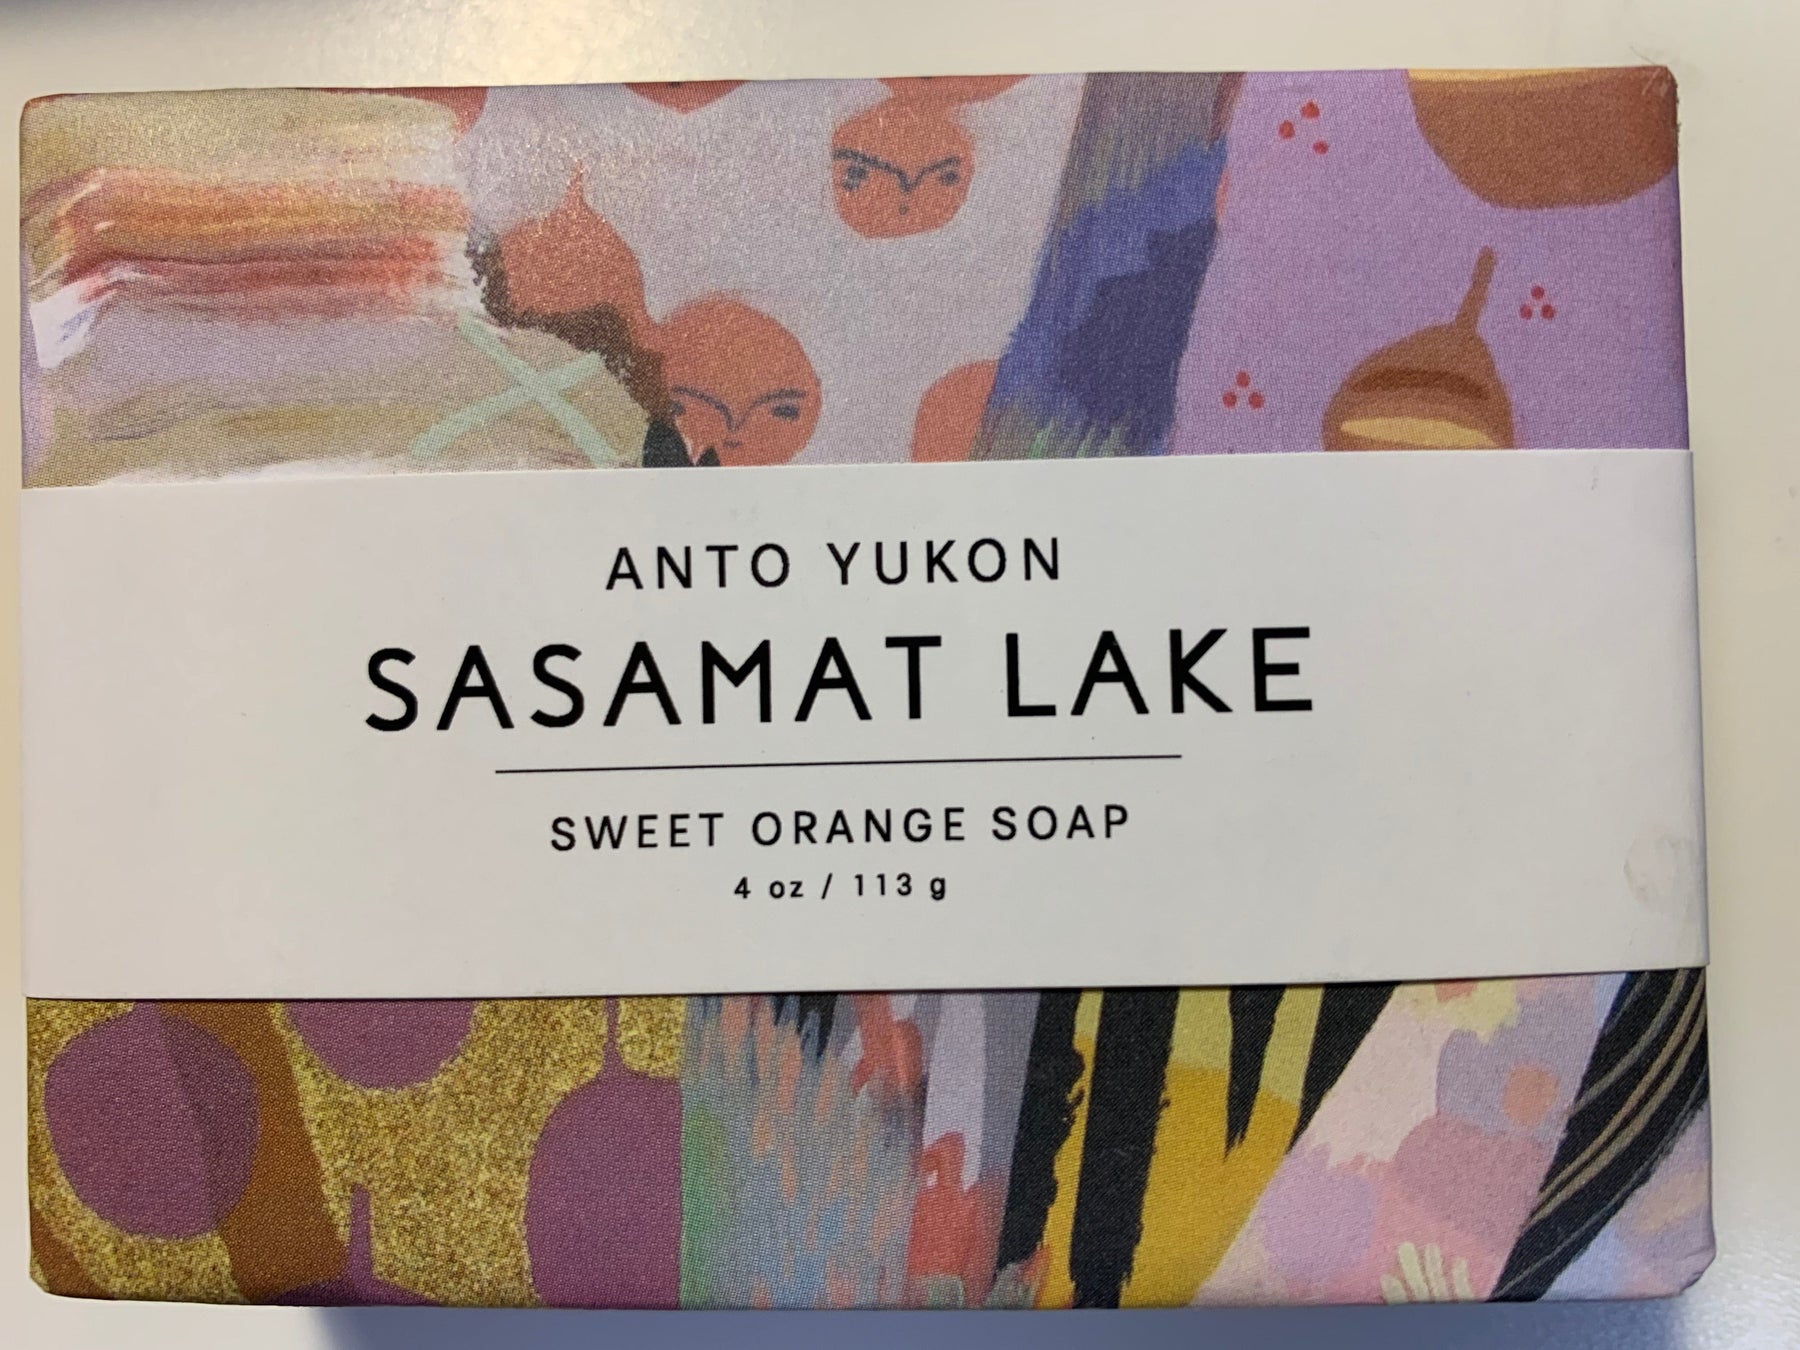 ANTO YUKON
SASAMAT LAKE
SWEET ORANGE SOAP
4 oz / 113 g